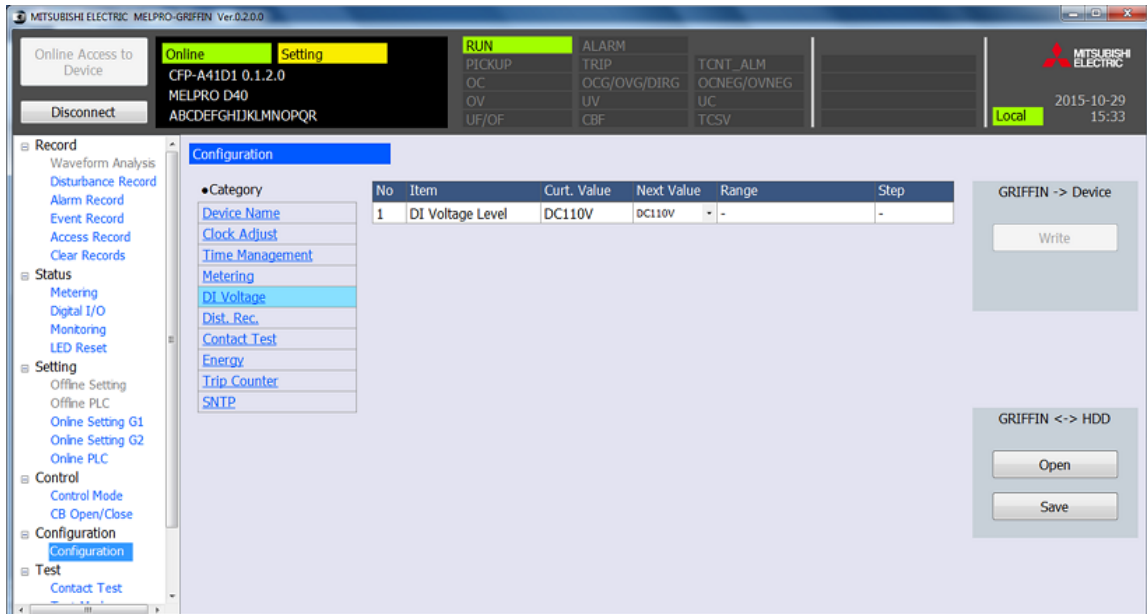 MITSUBISHI ELECTRIC MELPRO-GRIFFIN Ver.0.2.0.0
Online Access to
Device
Disconnect
Online Setting
CFP-A41D1 0.1.2.0
MELPRO D40
ABCDEFGHIJKLMNOPQR
RUN ALARM
PICKUP TRIP TCNT_ALM
OC OCG/OVG/DIRG OCNEG/OVNEG
OV UV UC
UF/OF CBF TCSV
MITSUBISHI
ELECTRIC
2015-10-29
Local 15:33
Record
Waveform Analysis
Disturbance Record
Alarm Record
Event Record
Access Record
Clear Records
Status
Metering
Digital I/O
Monitoring
LED Reset
Setting
Offline Setting
Offline PLC
Online Setting G1
Online Setting G2
Online PLC
Control
Control Mode
CB Open/Close
Configuration
Configuration
Test
Contact Test
Configuration
●Category
Device Name
Clock Adjust
Time Management
Metering
DI Voltage
Dist. Rec.
Contact Test
Energy
Trip Counter
SNTP
No Item Curt. Value Next Value Range Step
1 DI Voltage Level DC110V DC110V - -
GRIFFIN -> Device
Write
GRIFFIN <-> HDD
Open
Save